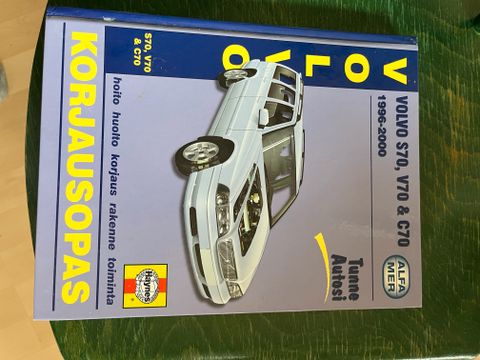 VOLVO
VOLVO S70, V70 & C70
1996-2000
ALFA
MER
Tunne
Autosi
S70, V70
& C70
hoito huolto korjaus rakenne toiminta
Haynes
KORJAUSOPAS